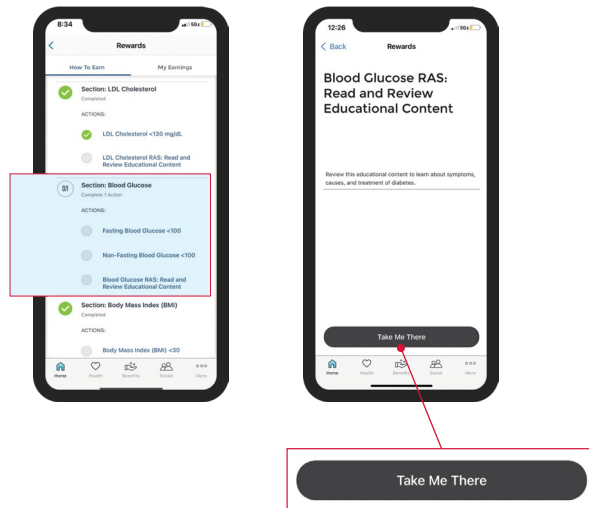 8:34
5GE
Rewards
How To Earn
My Earnings
Section: LDL Cholesterol
Completed
ACTIONS:
LDL Cholesterol <130 mg/dL
LDL Cholesterol RAS: Read and
Review Educational Content
0/1
Section: Blood Glucose
Complete 1 Action
ACTIONS:
Fasting Blood Glucose <100
Non-Fasting Blood Glucose <100
Blood Glucose RAS: Read and
Review Educational Content
Section: Body Mass Index (BMI)
Completed
ACTIONS:
Body Mass Index (BMI) <30
Home
Health
Benefits
Social
More
12:26
5GE
Back
Rewards
Blood Glucose RAS:
Read and Review
Educational Content
Review this educational content to learn about symptoms,
causes, and treatment of diabetes.
Take Me There
Home
Health
Benefits
Social
More
Take Me There